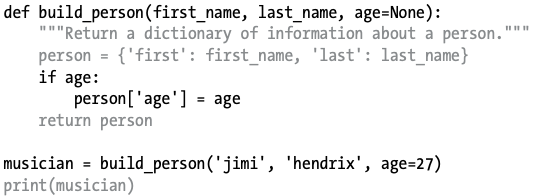 def build_person(first_name, last_name, age=None):
    """Return a dictionary of information about a person."""
    person = {'first': first_name, 'last': last_name}
    if age:
        person['age'] = age
    return person

musician = build_person('jimi', 'hendrix', age=27)
print(musician)